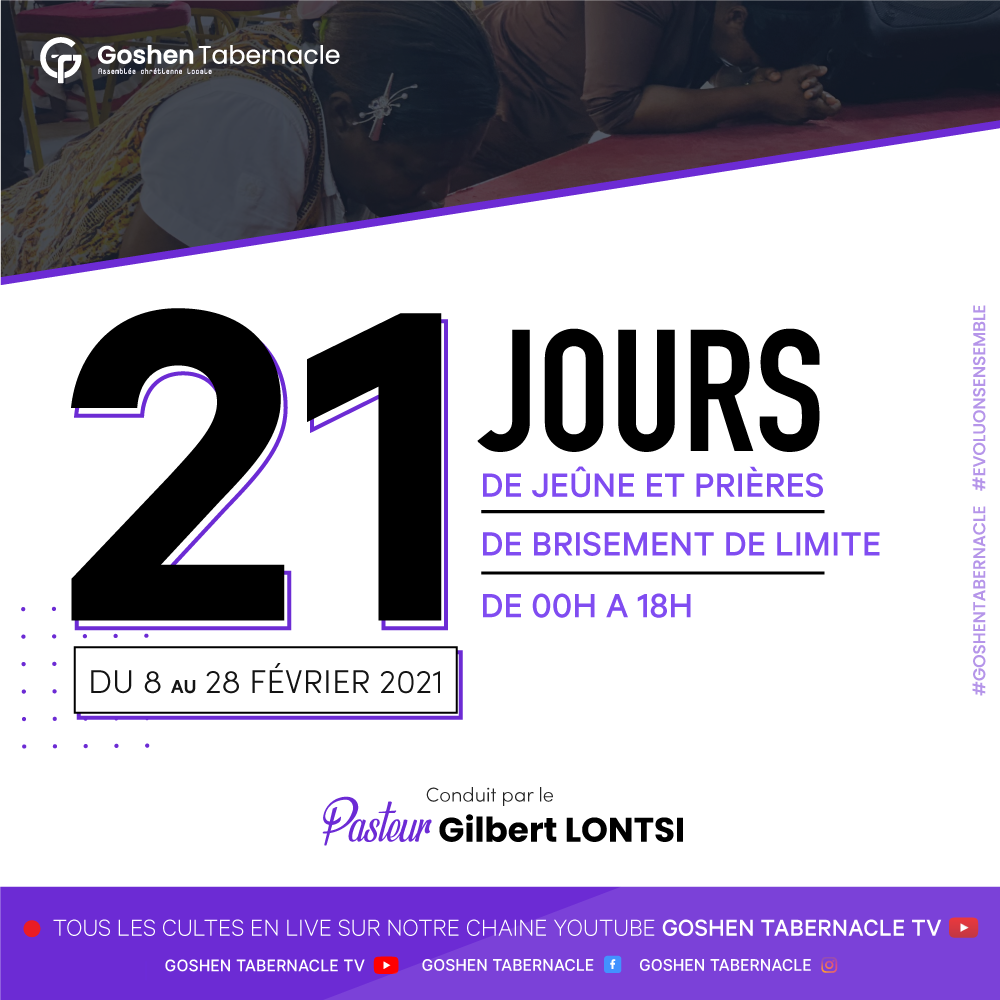 Goshen Tabernacle
Assemblée chrétienne Locale
21 JOURS
DE JEÛNE ET PRIÈRES
DE BRISEMENT DE LIMITE
DE 00H A 18H
DU 8 AU 28 FÉVRIER 2021
#GOSHENTABERNACLE #EVOLUONSENSEMBLE
Conduit par le
Pasteur Gilbert LONTSI
TOUS LES CULTES EN LIVE SUR NOTRE CHAINE YOUTUBE GOSHEN TABERNACLE TV
GOSHEN TABERNACLE TV GOSHEN TABERNACLE GOSHEN TABERNACLE